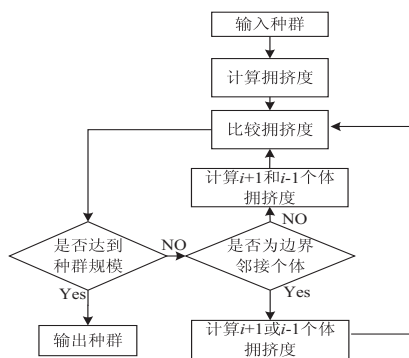 输入种群
计算拥挤度
比较拥挤度
计算i+1和i-1个体
拥挤度
NO
是否达到
种群规模
NO
是否为边界
邻接个体
Yes
Yes
输出种群
计算i+1或i-1个体
拥挤度